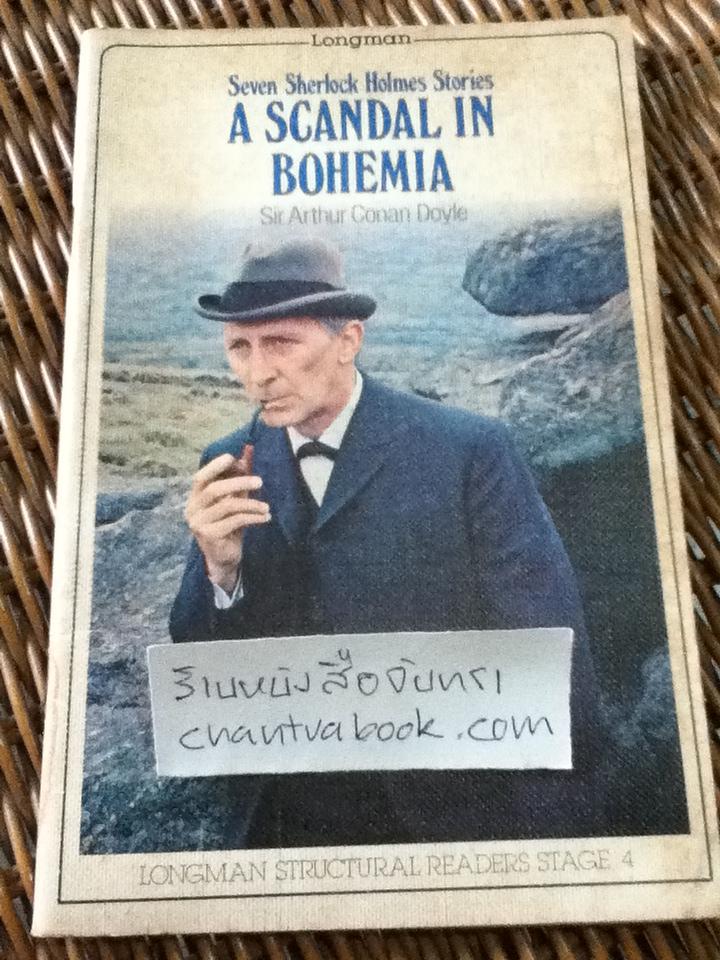 Longman
Seven Sherlock Holmes Stories
A SCANDAL IN
BOHEMIA
Sir Arthur Conan Doyle
ร้านหนังสือจันทรา
chantrabook.com
LONGMAN STRUCTURAL READERS STAGE 4